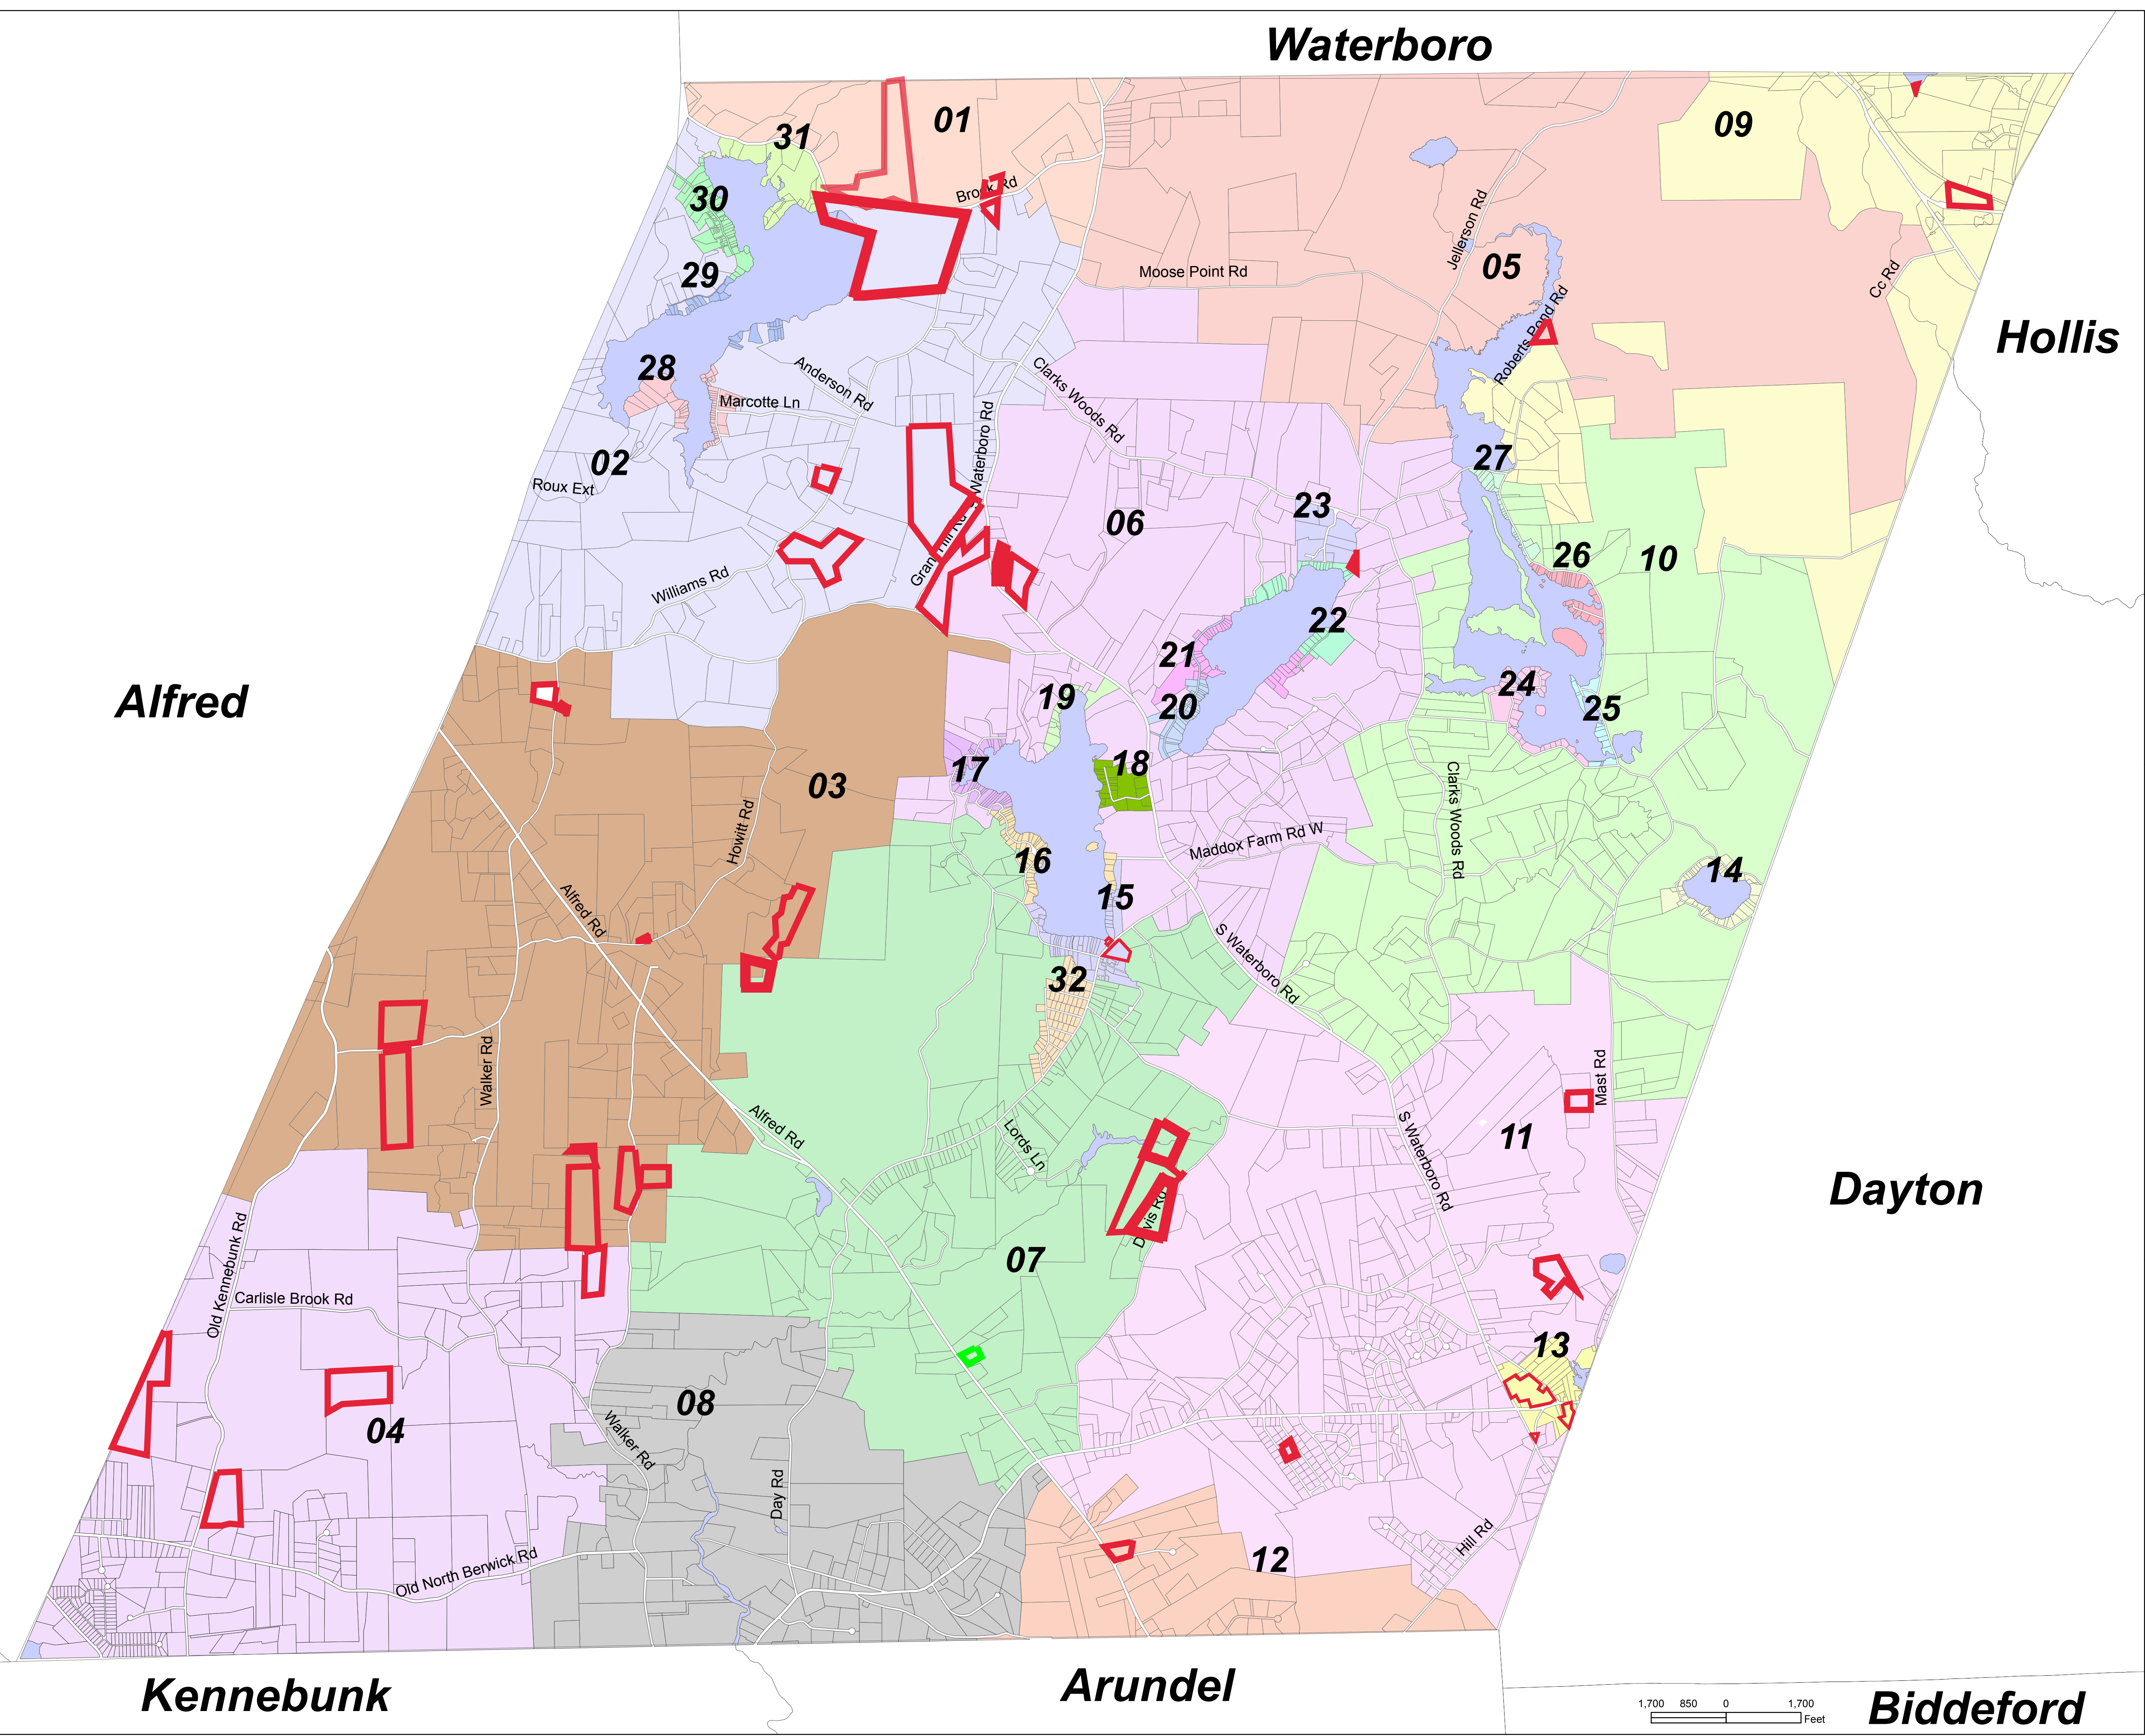 Waterboro
01
09
31
Brook Rd
30
Jellerson Rd
05
Moose Point Rd
29
Cc Rd
Roberts Pond Rd
Hollis
28
Anderson Rd
Clarks Woods Rd
Marcotte Ln
S Waterboro Rd
27
02
Roux Ext
23
06
26
10
Williams Rd
22
21
24
19
Alfred
20
25
18
17
03
Clarks Woods Rd
Howitt Rd
Maddox Farm Rd W
16
14
15
Alfred Rd
S Waterboro Rd
32
Walker Rd
Mast Rd
Alfred Rd
Lords Ln
11
S Waterboro Rd
Dayton
Davis Rd
07
Old Kennebunk Rd
Carlisle Brook Rd
13
08
04
Walker Rd
Day Rd
Hill Rd
12
Old North Berwick Rd
Kennebunk
Arundel
1,700 850 0 1,700
Feet
Biddeford